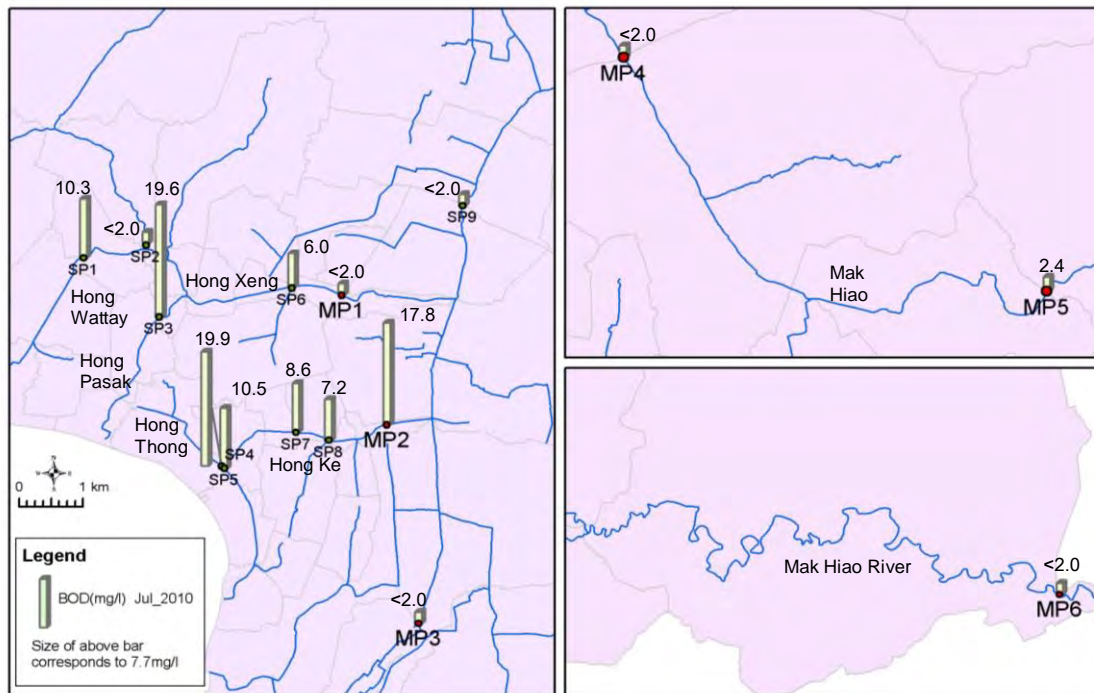 10.3
19.6
<2.0
SP1
SP2
SP3
Hong
Wattay
Hong Xeng
6.0
SP6
<2.0
MP1
<2.0
SP9
17.8
Hong
Pasak
19.9
10.5
8.6
7.2
MP2
Hong
Thong
SP4
SP5
SP7
SP8
Hong Ke
N
0
1 km
Legend
BOD(mg/l) Jul_2010
Size of above bar
corresponds to 7.7mg/l
<2.0
MP3
<2.0
MP4
Mak
Hiao
2.4
MP5
Mak Hiao River
<2.0
MP6